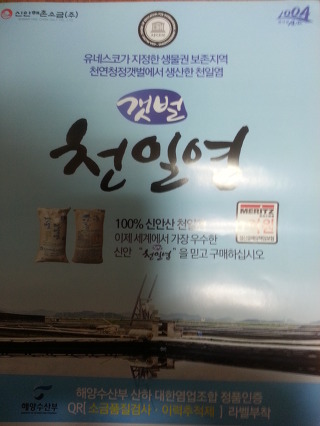 신안해촌소금(주)
1004
유네스코가 지정한 생물권 보존지역
천연청정갯벌에서 생산한 천일염
갯벌
천일염
100% 신안산 천일
MERITZ
이제 세계에서 가장 우수한
신안 "천일염"을 믿고 구매하십시오
해양수산부
해양수산부 산하 대한염업조합 정품인증
QR[소금품질검사·이력추적제] 라벨부착